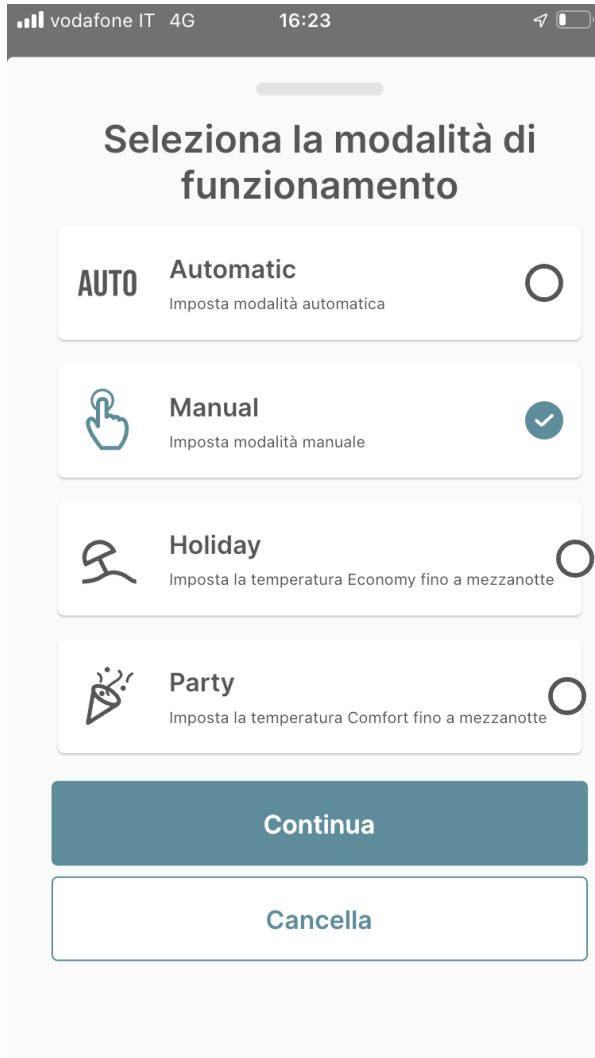 vodafone IT 4G 16:23
Seleziona la modalità di
funzionamento
AUTO
Automatic
Imposta modalità automatica
Manual
Imposta modalità manuale
Holiday
Imposta la temperatura Economy fino a mezzanotte
Party
Imposta la temperatura Comfort fino a mezzanotte
Continua
Cancella